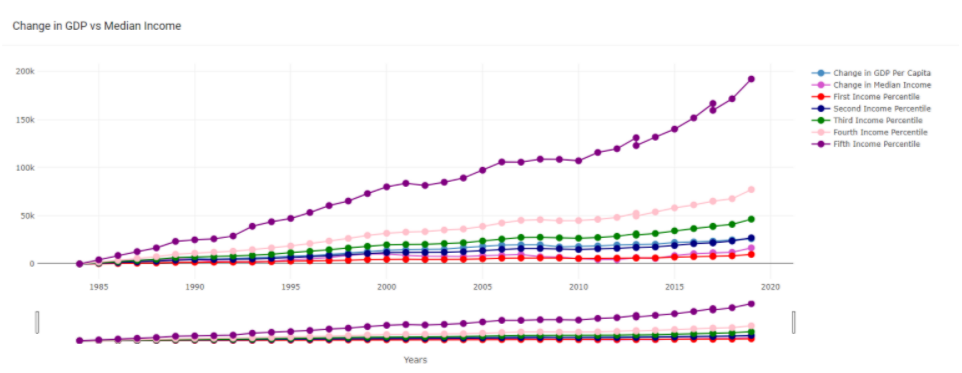 Change in GDP vs Median Income
200k
150k
100k
50k
0
1985 1990 1995 2000 2005 2010 2015 2020
Years
Change in GDP Per Capita
Change in Median Income
First Income Percentile
Second Income Percentile
Third Income Percentile
Fourth Income Percentile
Fifth Income Percentile